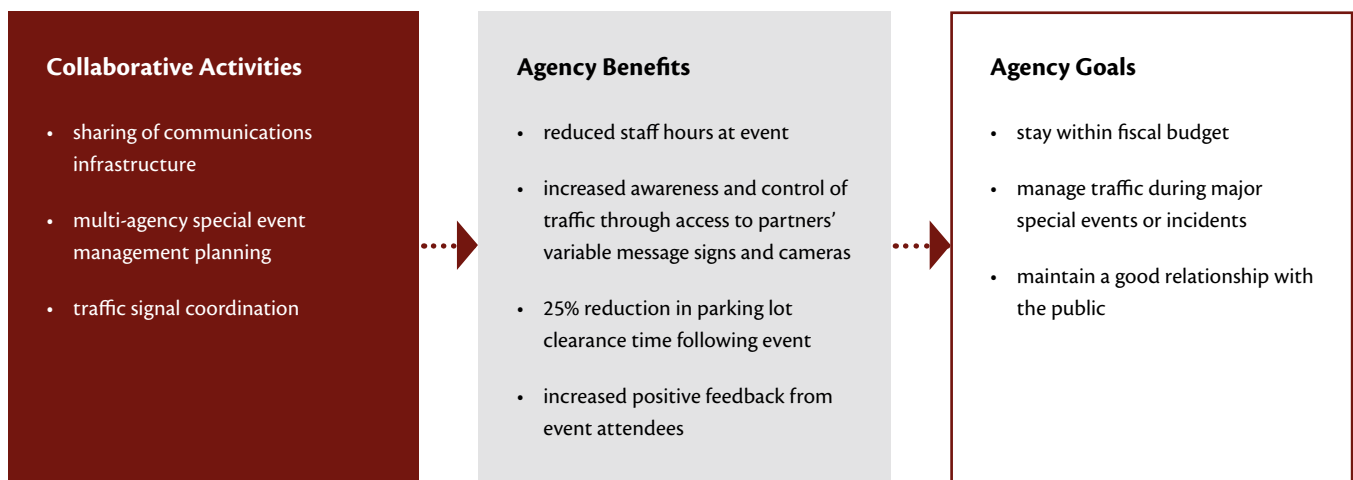 Collaborative Activities
• sharing of communications
infrastructure
• multi-agency special event
management planning
• traffic signal coordination
Agency Benefits
• reduced staff hours at event
• increased awareness and control of
traffic through access to partners’
variable message signs and cameras
• 25% reduction in parking lot
clearance time following event
• increased positive feedback from
event attendees
Agency Goals
• stay within fiscal budget
• manage traffic during major
special events or incidents
• maintain a good relationship with
the public